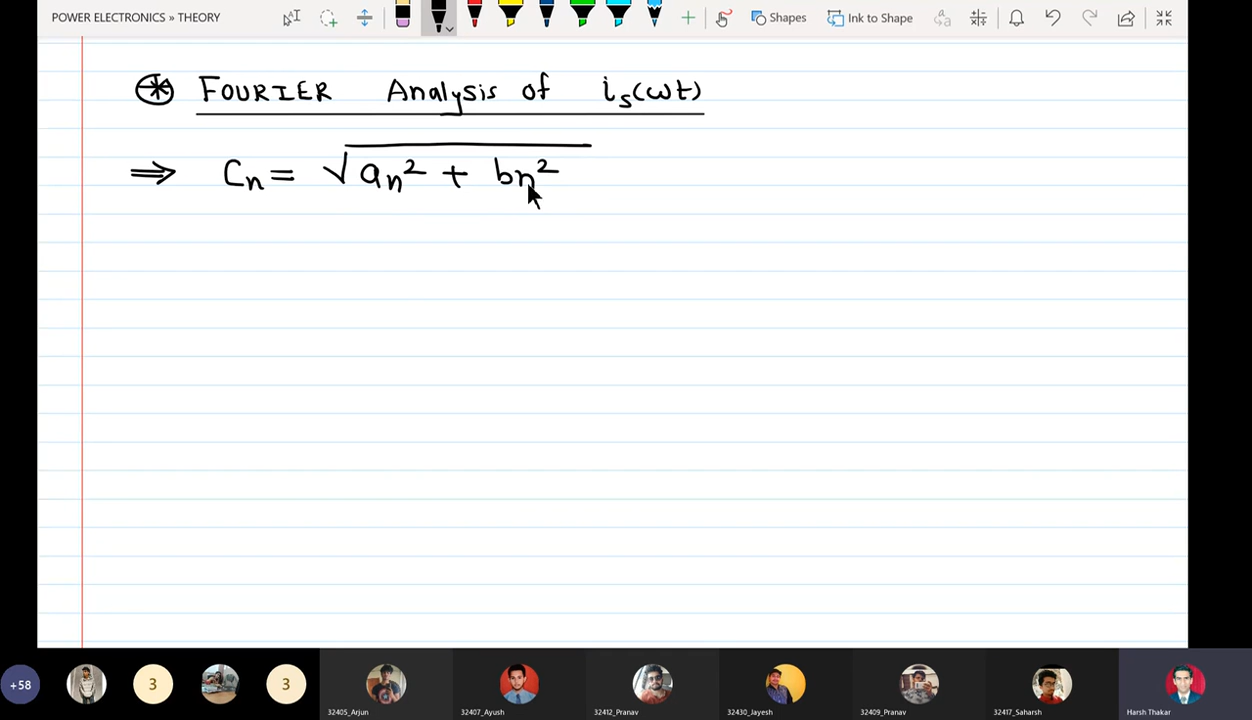 POWER ELECTRONICS » THEORY
Shapes
Ink to Shape
⊛ FOURIER Analysis of is(ωt)
⇒ Cn = √an² + bn²
+58
3
3
32405_Arjun
32407_Ayush
32412_Pranav
32430_Jayesh
32409_Pranav
32417_Saharsh
Harsh Thakar